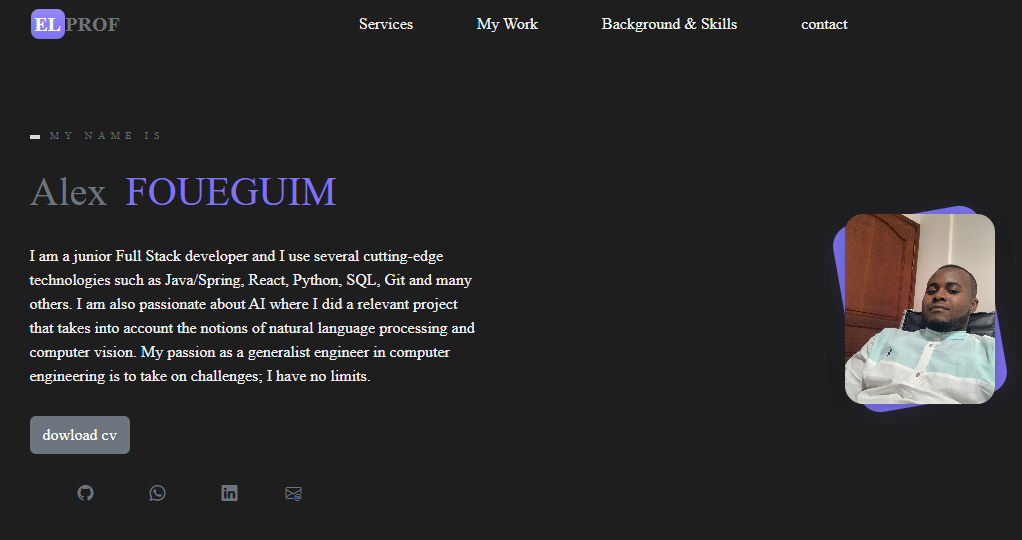 ELPROF
Services
My Work
Background & Skills
contact
MY NAME IS
Alex FOUEGUIM
I am a junior Full Stack developer and I use several cutting-edge
technologies such as Java/Spring, React, Python, SQL, Git and many
others. I am also passionate about AI where I did a relevant project
that takes into account the notions of natural language processing and
computer vision. My passion as a generalist engineer in computer
engineering is to take on challenges; I have no limits.
dowload cv
in